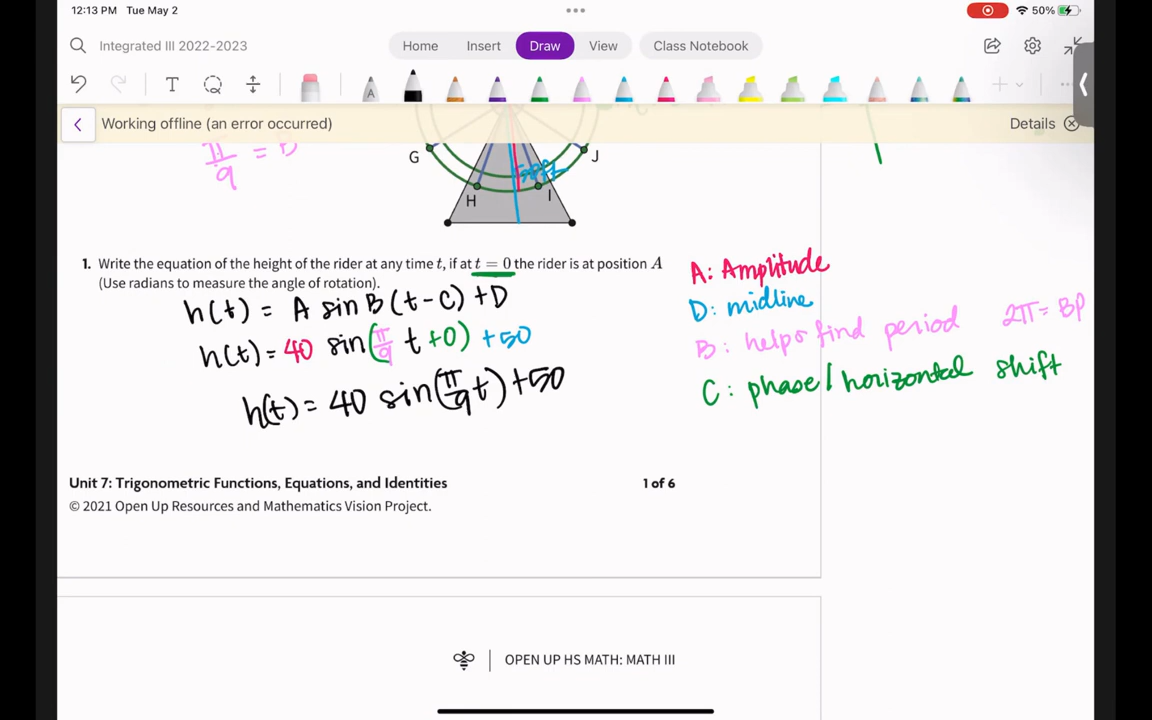 12:13 PM Tue May 2
50%
Integrated III 2022-2023
Home Insert Draw View Class Notebook
T
A
Working offline (an error occurred)
Details
π/9 = B
G
J
H
I
1. Write the equation of the height of the rider at any time t, if at t = 0 the rider is at position A
(Use radians to measure the angle of rotation).
h(t) = A sin B (t - C) + D
h(t) = 40 sin(π/9 t + 0) + 50
h(t) = 40 sin(π/9 t) + 50
A: Amplitude
D: midline
B: helps find period 2π = BP
C: phase / horizontal shift
Unit 7: Trigonometric Functions, Equations, and Identities
1 of 6
© 2021 Open Up Resources and Mathematics Vision Project.
OPEN UP HS MATH: MATH III